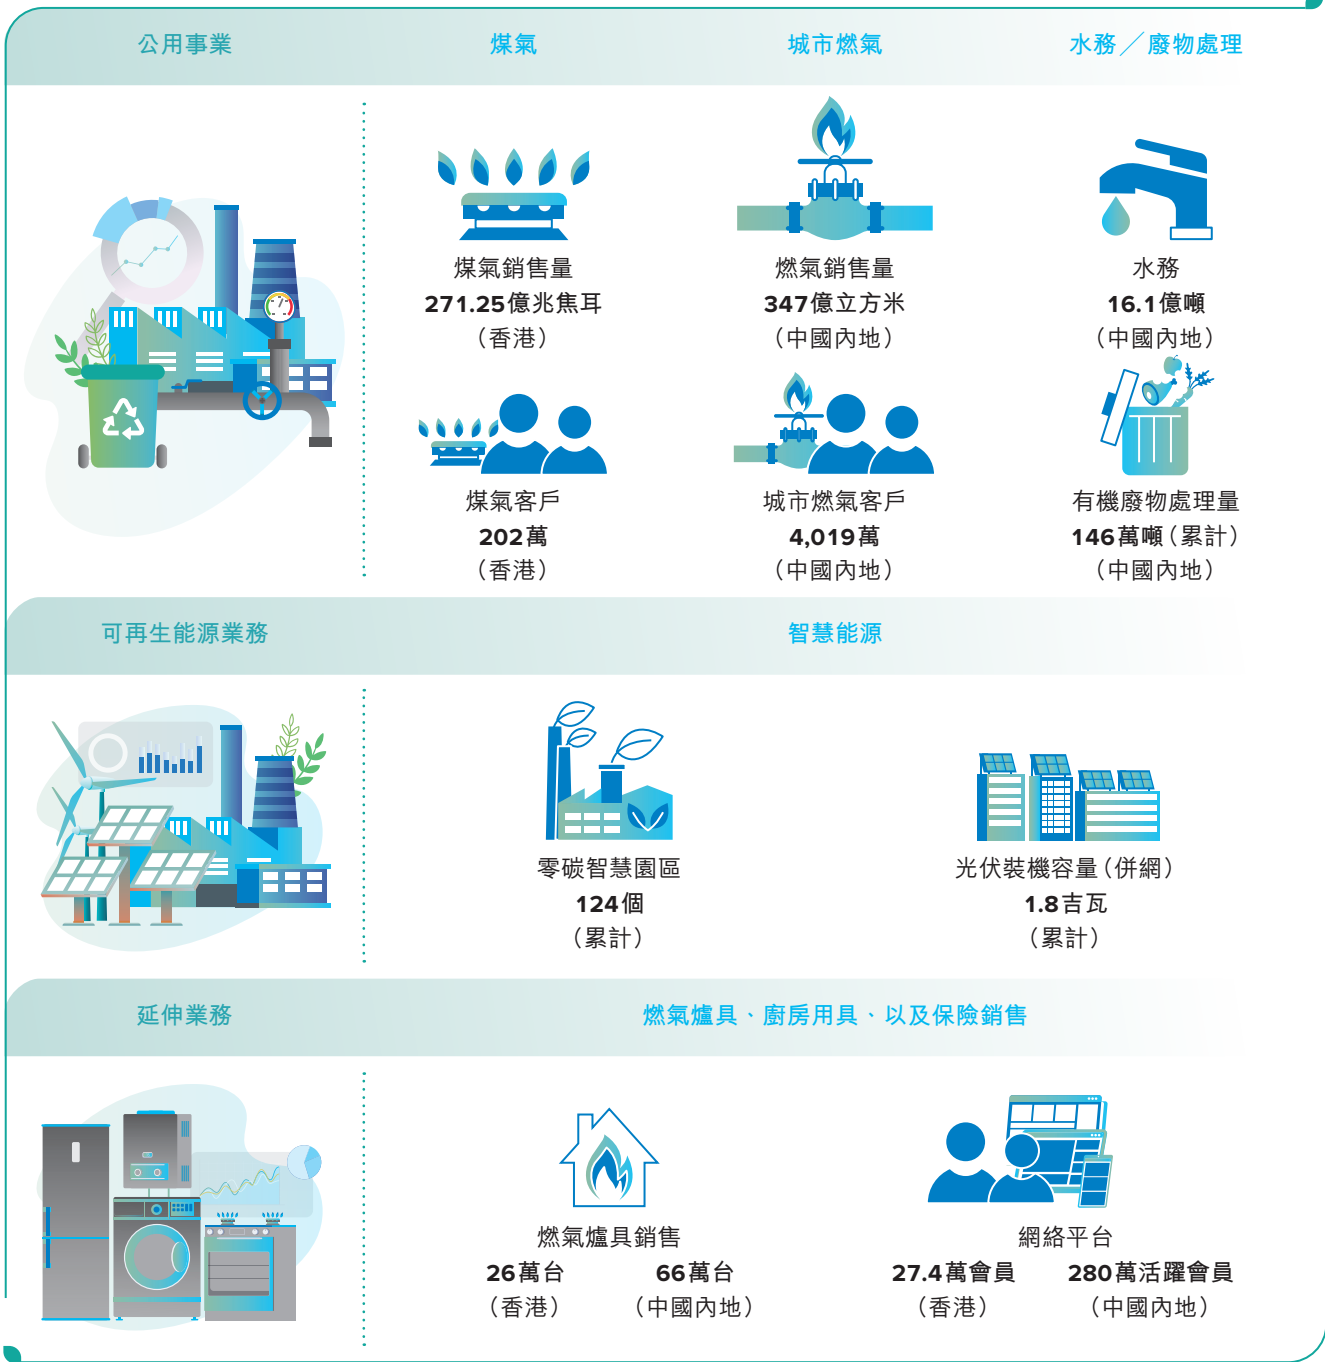 公用事業
煤氣
城市燃氣
水務／廢物處理
煤氣銷售量
271.25億兆焦耳
（香港）
燃氣銷售量
347億立方米
（中國內地）
水務
16.1億噸
（中國內地）
煤氣客戶
202萬
（香港）
城市燃氣客戶
4,019萬
（中國內地）
有機廢物處理量
146萬噸（累計）
（中國內地）
可再生能源業務
智慧能源
零碳智慧園區
124個
（累計）
光伏裝機容量（併網）
1.8吉瓦
（累計）
延伸業務
燃氣爐具、廚房用具、以及保險銷售
燃氣爐具銷售
26萬台
（香港）
66萬台
（中國內地）
網絡平台
27.4萬會員
（香港）
280萬活躍會員
（中國內地）